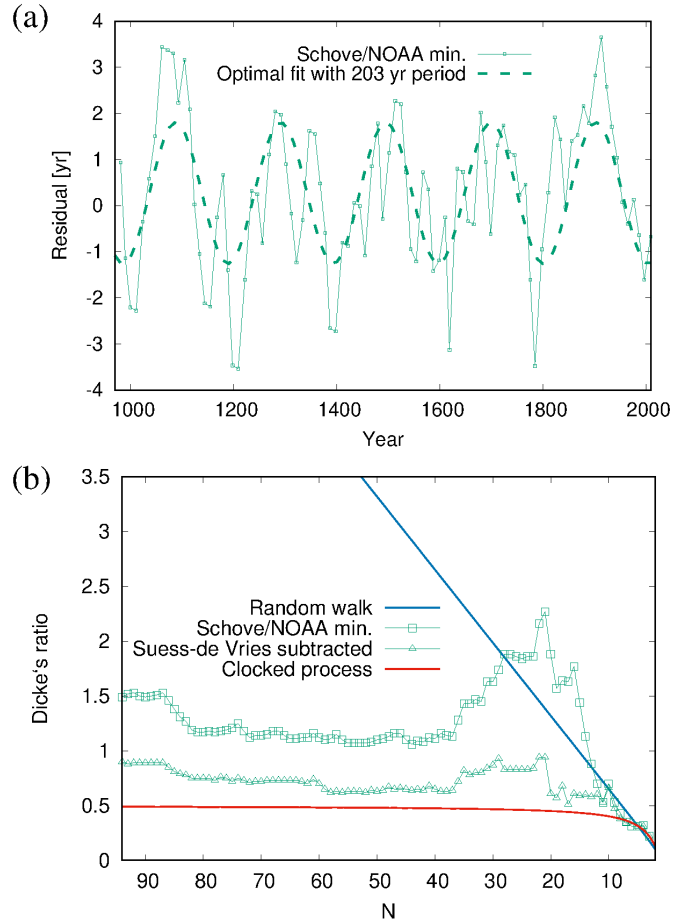 (a)
4
3
2
1
0
-1
-2
-3
-4
Residual [yr]
Schove/NOAA min.
Optimal fit with 203 yr period
1000 1200 1400 1600 1800 2000
Year
(b)
3.5
3
2.5
2
1.5
1
0.5
0
Dicke's ratio
Random walk
Schove/NOAA min.
Suess-de Vries subtracted
Clocked process
90 80 70 60 50 40 30 20 10
N